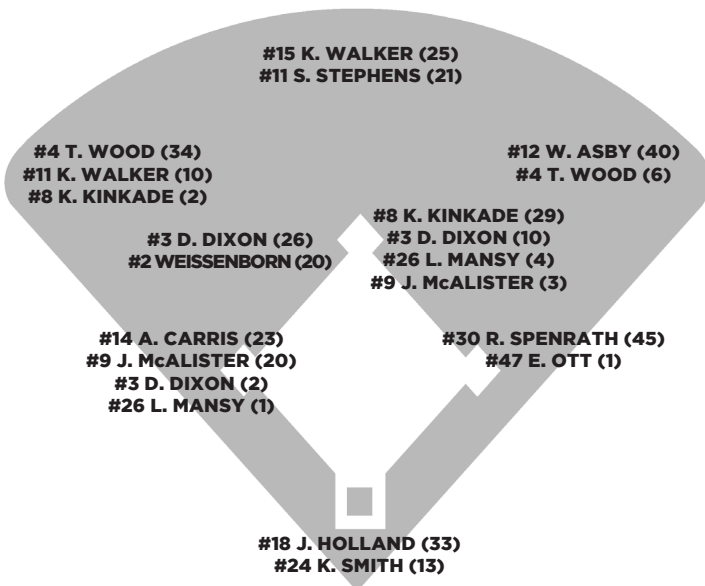 #15 K. WALKER (25)
#11 S. STEPHENS (21)
#4 T. WOOD (34)
#11 K. WALKER (10)
#8 K. KINKADE (2)
#12 W. ASBY (40)
#4 T. WOOD (6)
#3 D. DIXON (26)
#2 WEISSENBORN (20)
#8 K. KINKADE (29)
#3 D. DIXON (10)
#26 L. MANSY (4)
#9 J. McALISTER (3)
#14 A. CARRIS (23)
#9 J. McALISTER (20)
#3 D. DIXON (2)
#26 L. MANSY (1)
#30 R. SPENRATH (45)
#47 E. OTT (1)
#18 J. HOLLAND (33)
#24 K. SMITH (13)